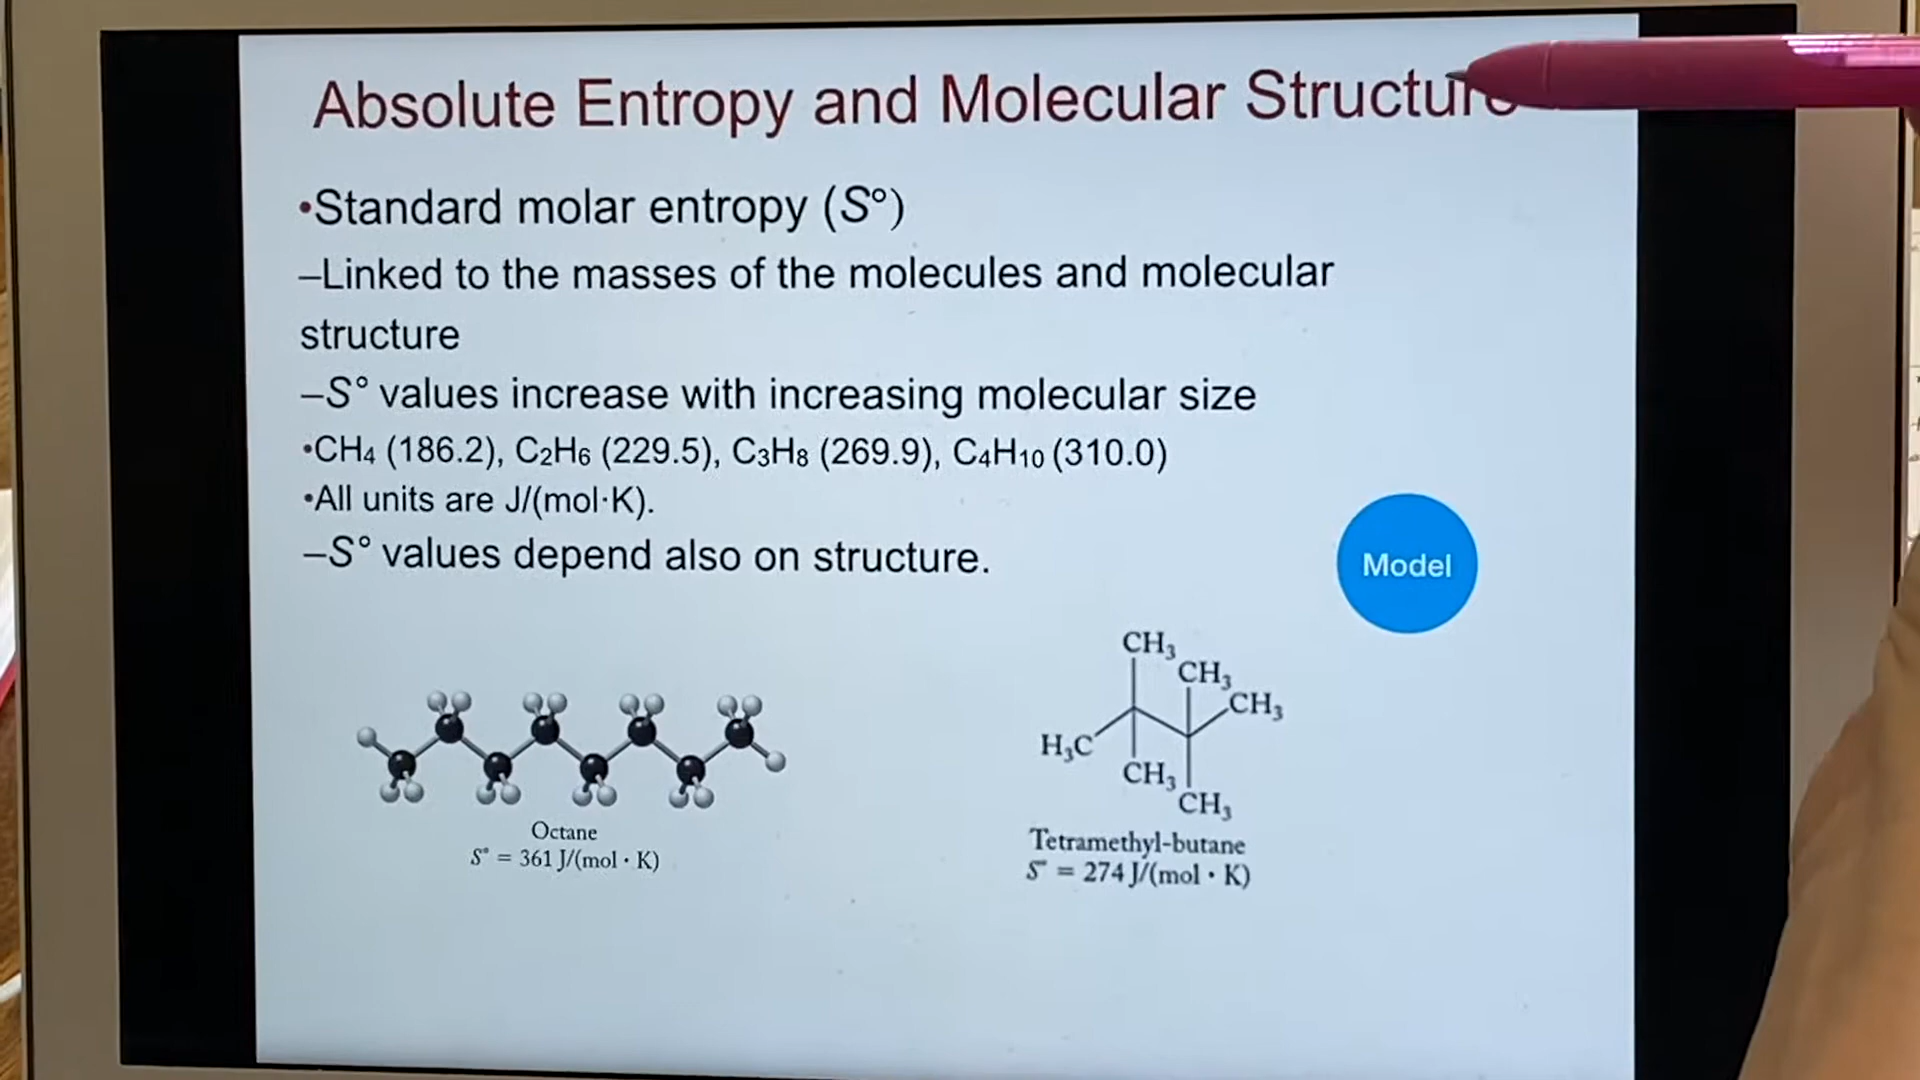 Absolute Entropy and Molecular Structure
•Standard molar entropy (S°)
–Linked to the masses of the molecules and molecular
structure
–S° values increase with increasing molecular size
•CH₄ (186.2), C₂H₆ (229.5), C₃H₈ (269.9), C₄H₁₀ (310.0)
•All units are J/(mol·K).
–S° values depend also on structure.
Model
CH₃
CH₃
CH₃
H₃C
CH₃
CH₃
Octane
S° = 361 J/(mol · K)
Tetramethyl-butane
S° = 274 J/(mol · K)